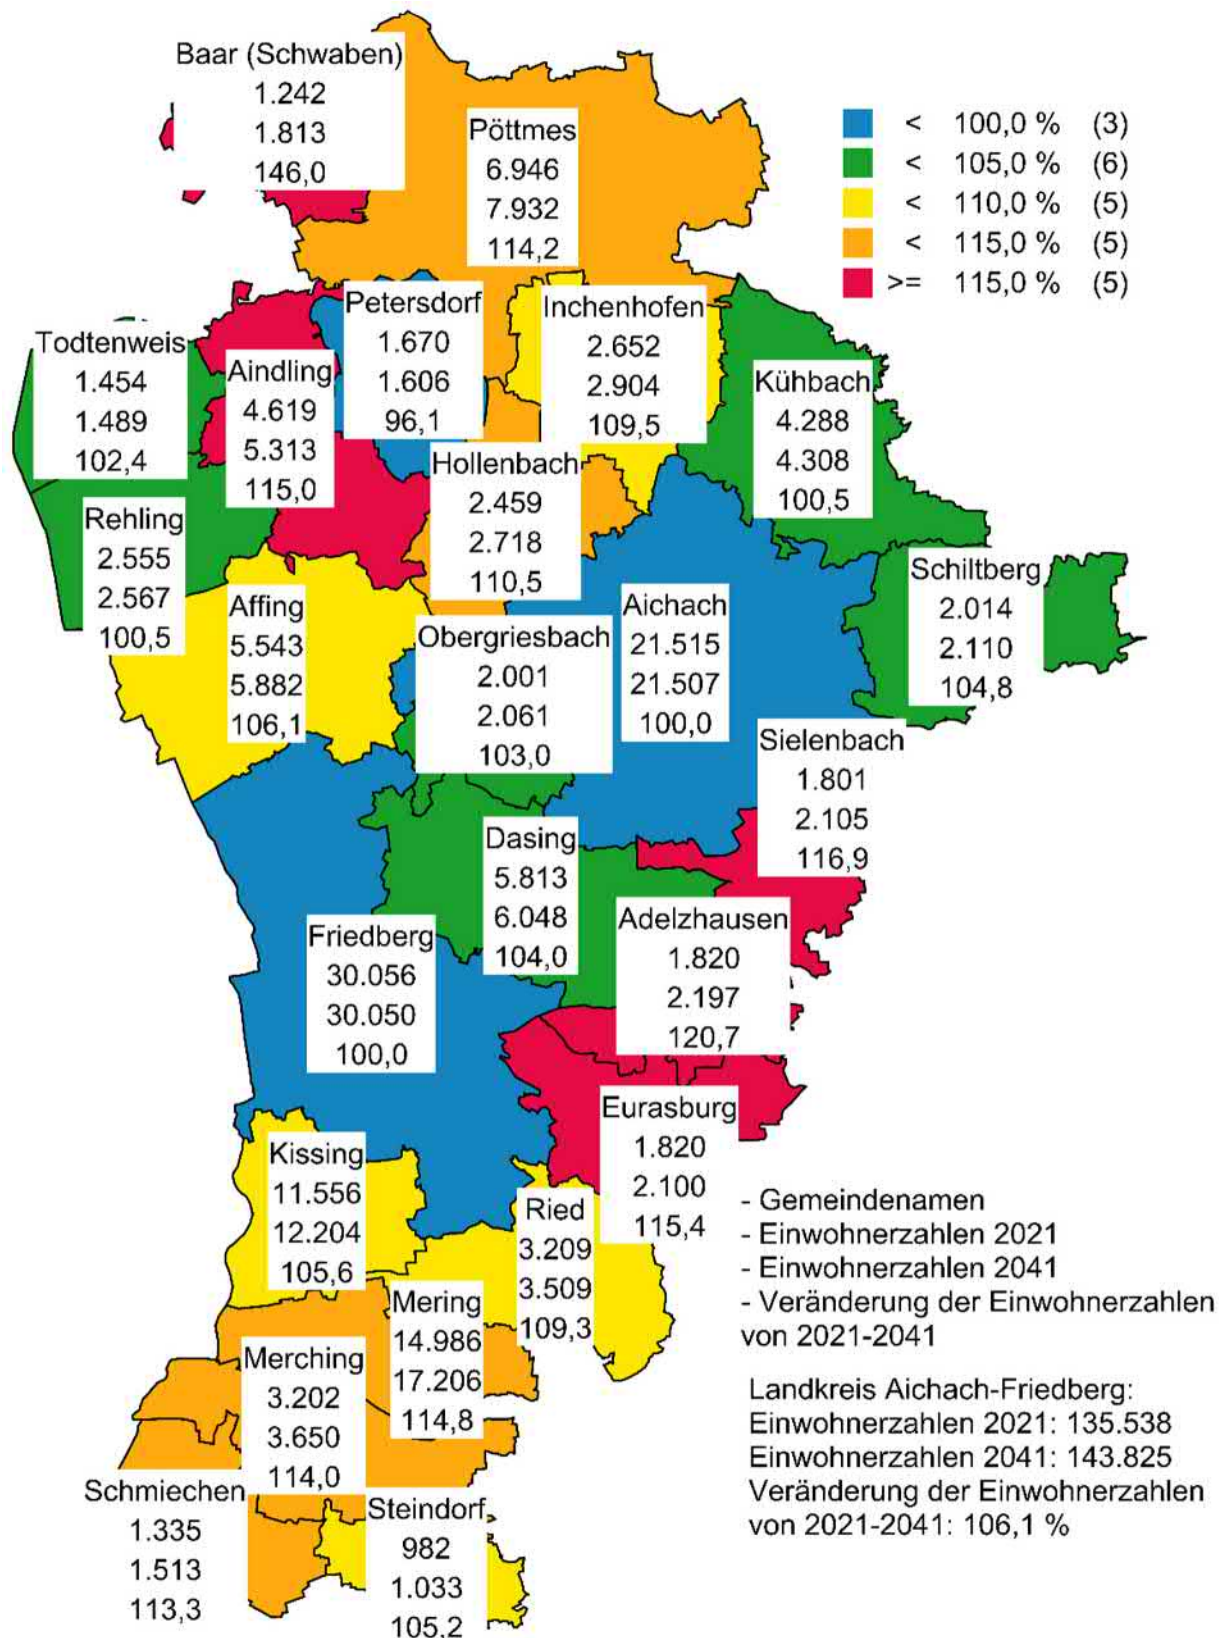 Baar (Schwaben)
1.242
1.813
146,0
Pöttmes
6.946
7.932
114,2
< 100,0 % (3)
< 105,0 % (6)
< 110,0 % (5)
< 115,0 % (5)
>= 115,0 % (5)
Petersdorf
1.670
1.606
96,1
Inchenhofen
2.652
2.904
109,5
Todtenweis
1.454
1.489
102,4
Aindling
4.619
5.313
115,0
Kühbach
4.288
4.308
100,5
Hollenbach
2.459
2.718
110,5
Rehling
2.555
2.567
100,5
Affing
5.543
5.882
106,1
Obergriesbach
2.001
2.061
103,0
Aichach
21.515
21.507
100,0
Schiltberg
2.014
2.110
104,8
Sielenbach
1.801
2.105
116,9
Dasing
5.813
6.048
104,0
Adelzhausen
1.820
2.197
120,7
Friedberg
30.056
30.050
100,0
Eurasburg
1.820
2.100
115,4
Kissing
11.556
12.204
105,6
Ried
3.209
3.509
109,3
Mering
14.986
17.206
114,8
Merching
3.202
3.650
114,0
Schmiechen
1.335
1.513
113,3
Steindorf
982
1.033
105,2
- Gemeindenamen
- Einwohnerzahlen 2021
- Einwohnerzahlen 2041
- Veränderung der Einwohnerzahlen
von 2021-2041
Landkreis Aichach-Friedberg:
Einwohnerzahlen 2021: 135.538
Einwohnerzahlen 2041: 143.825
Veränderung der Einwohnerzahlen
von 2021-2041: 106,1 %